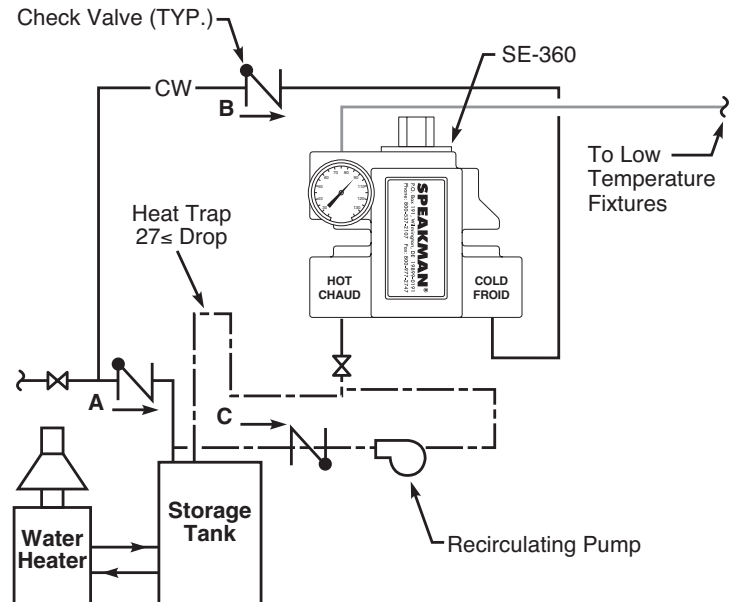 Check Valve (TYP.)
SE-360
CW
B
To Low
Temperature
Fixtures
Heat Trap
27≤ Drop
SPEAKMAN®
HOT
CHAUD
COLD
FROID
A
C
Storage
Tank
Water
Heater
Recirculating Pump